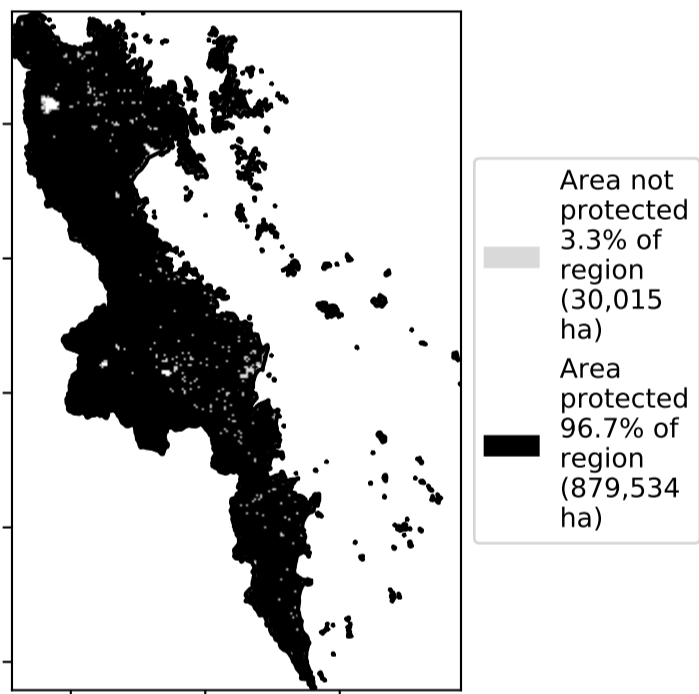 Area not
protected
3.3% of
region
(30,015
ha)
Area
protected
96.7% of
region
(879,534
ha)